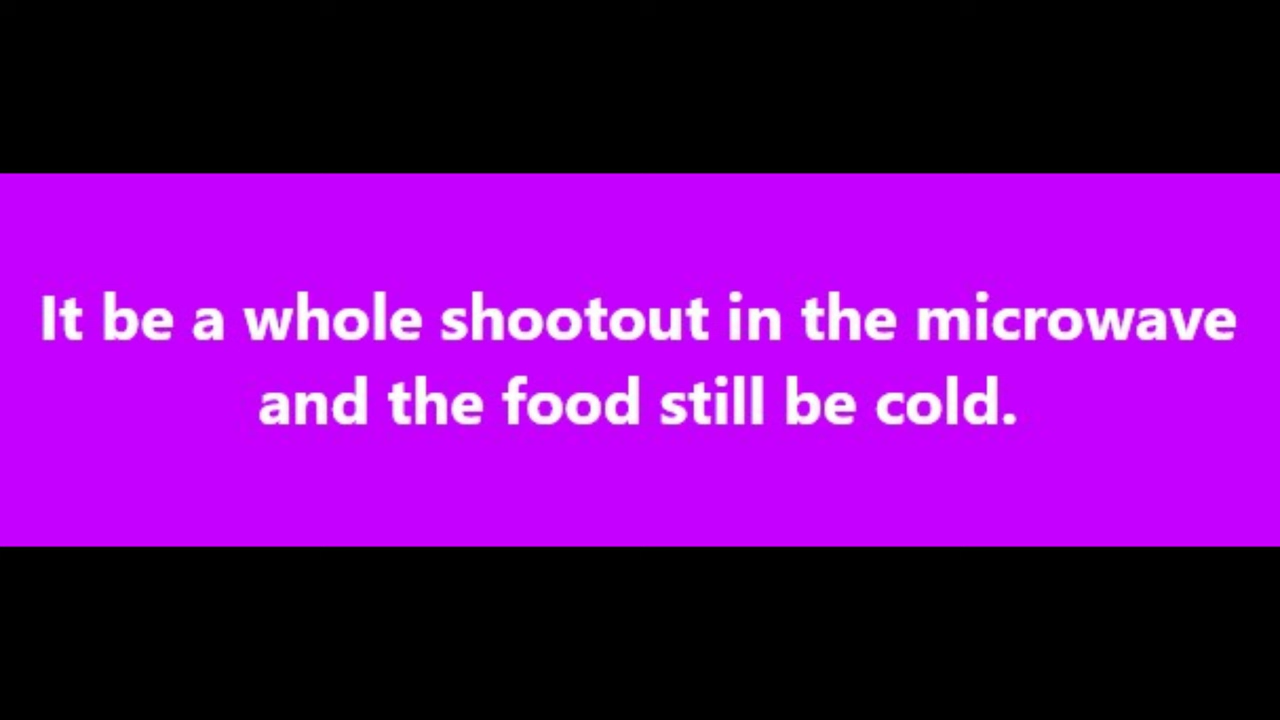 It be a whole shootout in the microwave
and the food still be cold.